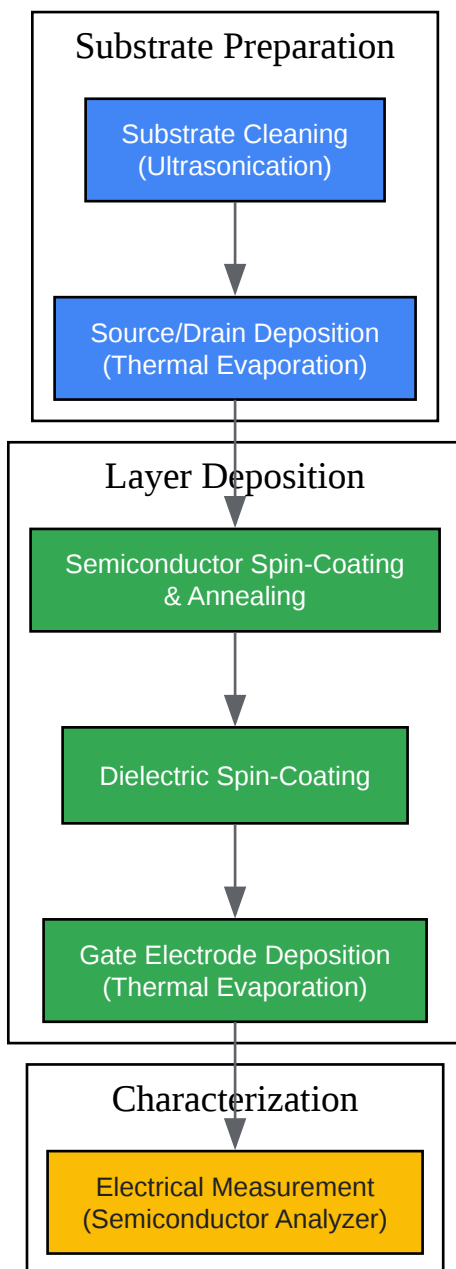 Substrate Preparation
Substrate Cleaning
(Ultrasonication)
Source/Drain Deposition
(Thermal Evaporation)
Layer Deposition
Semiconductor Spin-Coating
& Annealing
Dielectric Spin-Coating
Gate Electrode Deposition
(Thermal Evaporation)
Characterization
Electrical Measurement
(Semiconductor Analyzer)